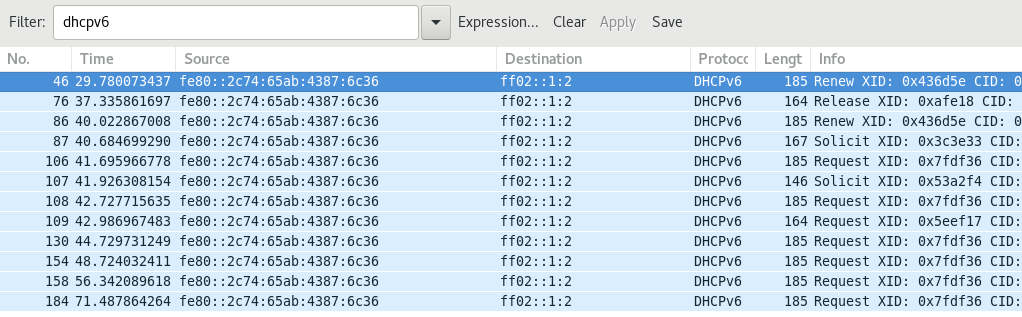 Filter: dhcpv6 Expression... Clear Apply Save
No. Time Source Destination Protocc Lengt Info
46 29.780073437 fe80::2c74:65ab:4387:6c36 ff02::1:2 DHCPv6 185 Renew XID: 0x436d5e CID: 0
76 37.335861697 fe80::2c74:65ab:4387:6c36 ff02::1:2 DHCPv6 164 Release XID: 0xafe18 CID:
86 40.022867008 fe80::2c74:65ab:4387:6c36 ff02::1:2 DHCPv6 185 Renew XID: 0x436d5e CID: 0
87 40.684699290 fe80::2c74:65ab:4387:6c36 ff02::1:2 DHCPv6 167 Solicit XID: 0x3c3e33 CID:
106 41.695966778 fe80::2c74:65ab:4387:6c36 ff02::1:2 DHCPv6 185 Request XID: 0x7fdf36 CID:
107 41.926308154 fe80::2c74:65ab:4387:6c36 ff02::1:2 DHCPv6 146 Solicit XID: 0x53a2f4 CID:
108 42.727715635 fe80::2c74:65ab:4387:6c36 ff02::1:2 DHCPv6 185 Request XID: 0x7fdf36 CID:
109 42.986967483 fe80::2c74:65ab:4387:6c36 ff02::1:2 DHCPv6 164 Request XID: 0x5eef17 CID:
130 44.729731249 fe80::2c74:65ab:4387:6c36 ff02::1:2 DHCPv6 185 Request XID: 0x7fdf36 CID:
154 48.724032411 fe80::2c74:65ab:4387:6c36 ff02::1:2 DHCPv6 185 Request XID: 0x7fdf36 CID:
158 56.342089618 fe80::2c74:65ab:4387:6c36 ff02::1:2 DHCPv6 185 Request XID: 0x7fdf36 CID:
184 71.487864264 fe80::2c74:65ab:4387:6c36 ff02::1:2 DHCPv6 185 Request XID: 0x7fdf36 CID: